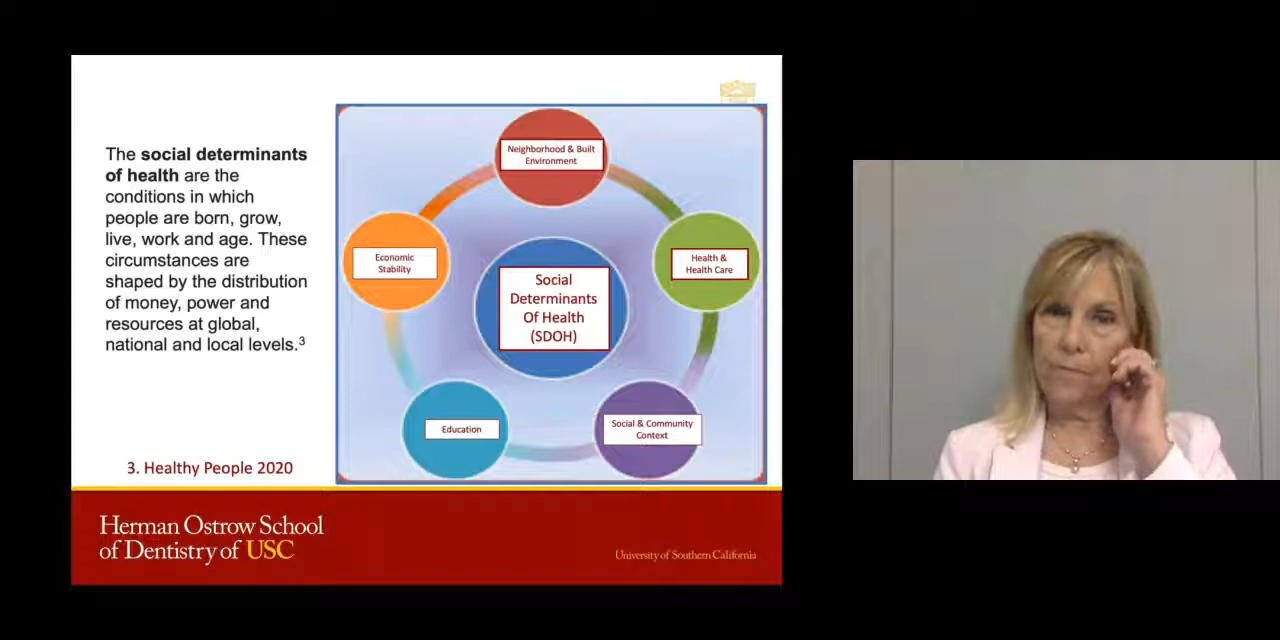 The social determinants
of health are the
conditions in which
people are born, grow,
live, work and age. These
circumstances are
shaped by the distribution
of money, power and
resources at global,
national and local levels.³
3. Healthy People 2020
Neighborhood & Built
Environment
Economic
Stability
Health &
Health Care
Social
Determinants
Of Health
(SDOH)
Education
Social & Community
Context
Herman Ostrow School
of Dentistry of USC
University of Southern California